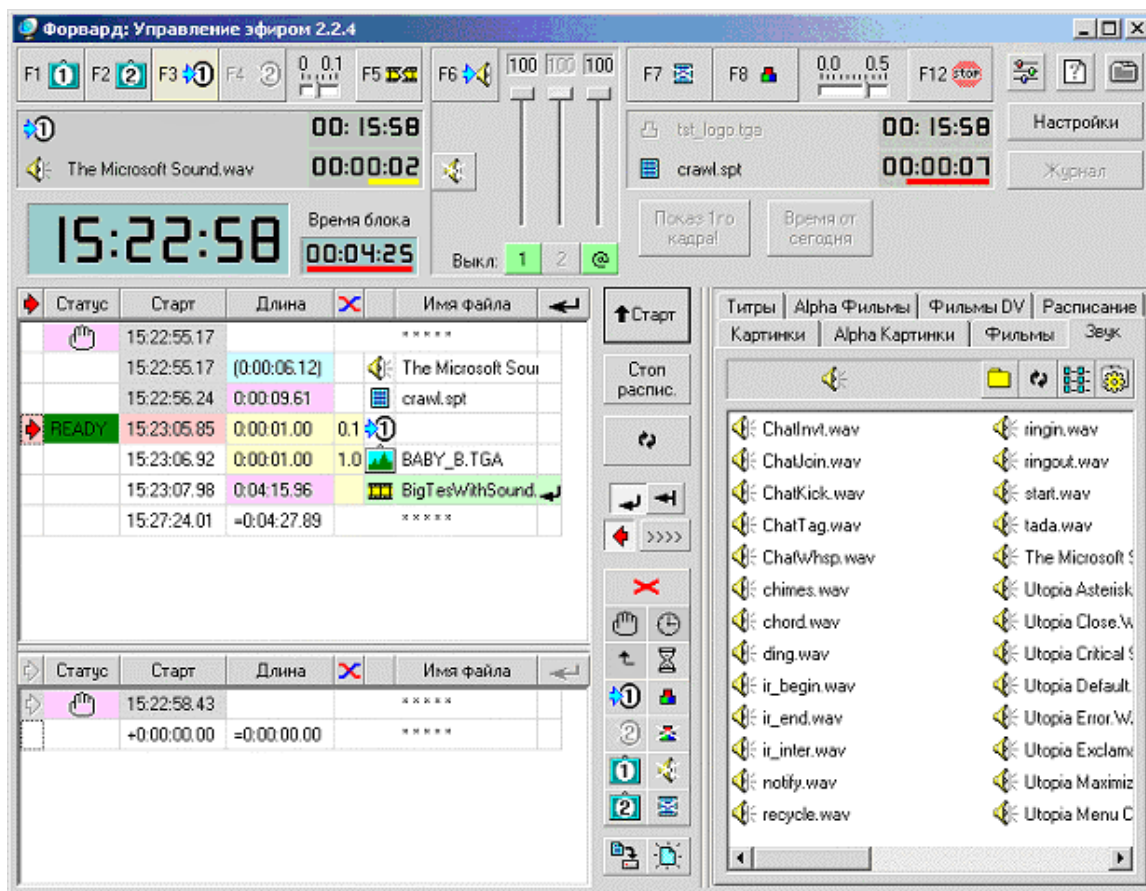 Форвард: Управление эфиром 2.2.4
F1 1 F2 2 F3 1 F4 2 0 0.1 F5 F6 100 100 100 F7 F8 0.0 0.5 F12 STOP
1 00:15:58
The Microsoft Sound.wav 00:00:02
tst_logo.tga 00:15:58
crawl.spt 00:00:07
Настройки
Журнал
15:22:58
Время блока
00:04:25
Выкл: 1 2 @
Показ 1го кадра!
Время от сегодня
Статус Старт Длина Имя файла
15:22:55.17 * * * * *
15:22:55.17 (0:00:06.12) The Microsoft Sou
15:22:56.24 0:00:09.61 crawl.spt
READY 15:23:05.85 0:00:01.00 0.1 1
15:23:06.92 0:00:01.00 1.0 BABY_B.TGA
15:23:07.98 0:04:15.96 BigTesWithSound.
15:27:24.01 =0:04:27.89 * * * * *
Статус Старт Длина Имя файла
15:22:58.43 * * * * *
+0:00:00.00 =0:00:00.00 * * * * *
Старт
Стоп распис.
>>>>
1
2
1
2
Титры Alpha Фильмы Фильмы DV Расписание
Картинки Alpha Картинки Фильмы Звук
ChatInvt.wav
ChatJoin.wav
ChatKick.wav
ChatTag.wav
ChatWhsp.wav
chimes.wav
chord.wav
ding.wav
ir_begin.wav
ir_end.wav
ir_inter.wav
notify.wav
recycle.wav
ringin.wav
ringout.wav
start.wav
tada.wav
The Microsoft S
Utopia Asterisk
Utopia Close.W
Utopia Critical S
Utopia Default.
Utopia Error.W
Utopia Exclama
Utopia Maximiz
Utopia Menu C